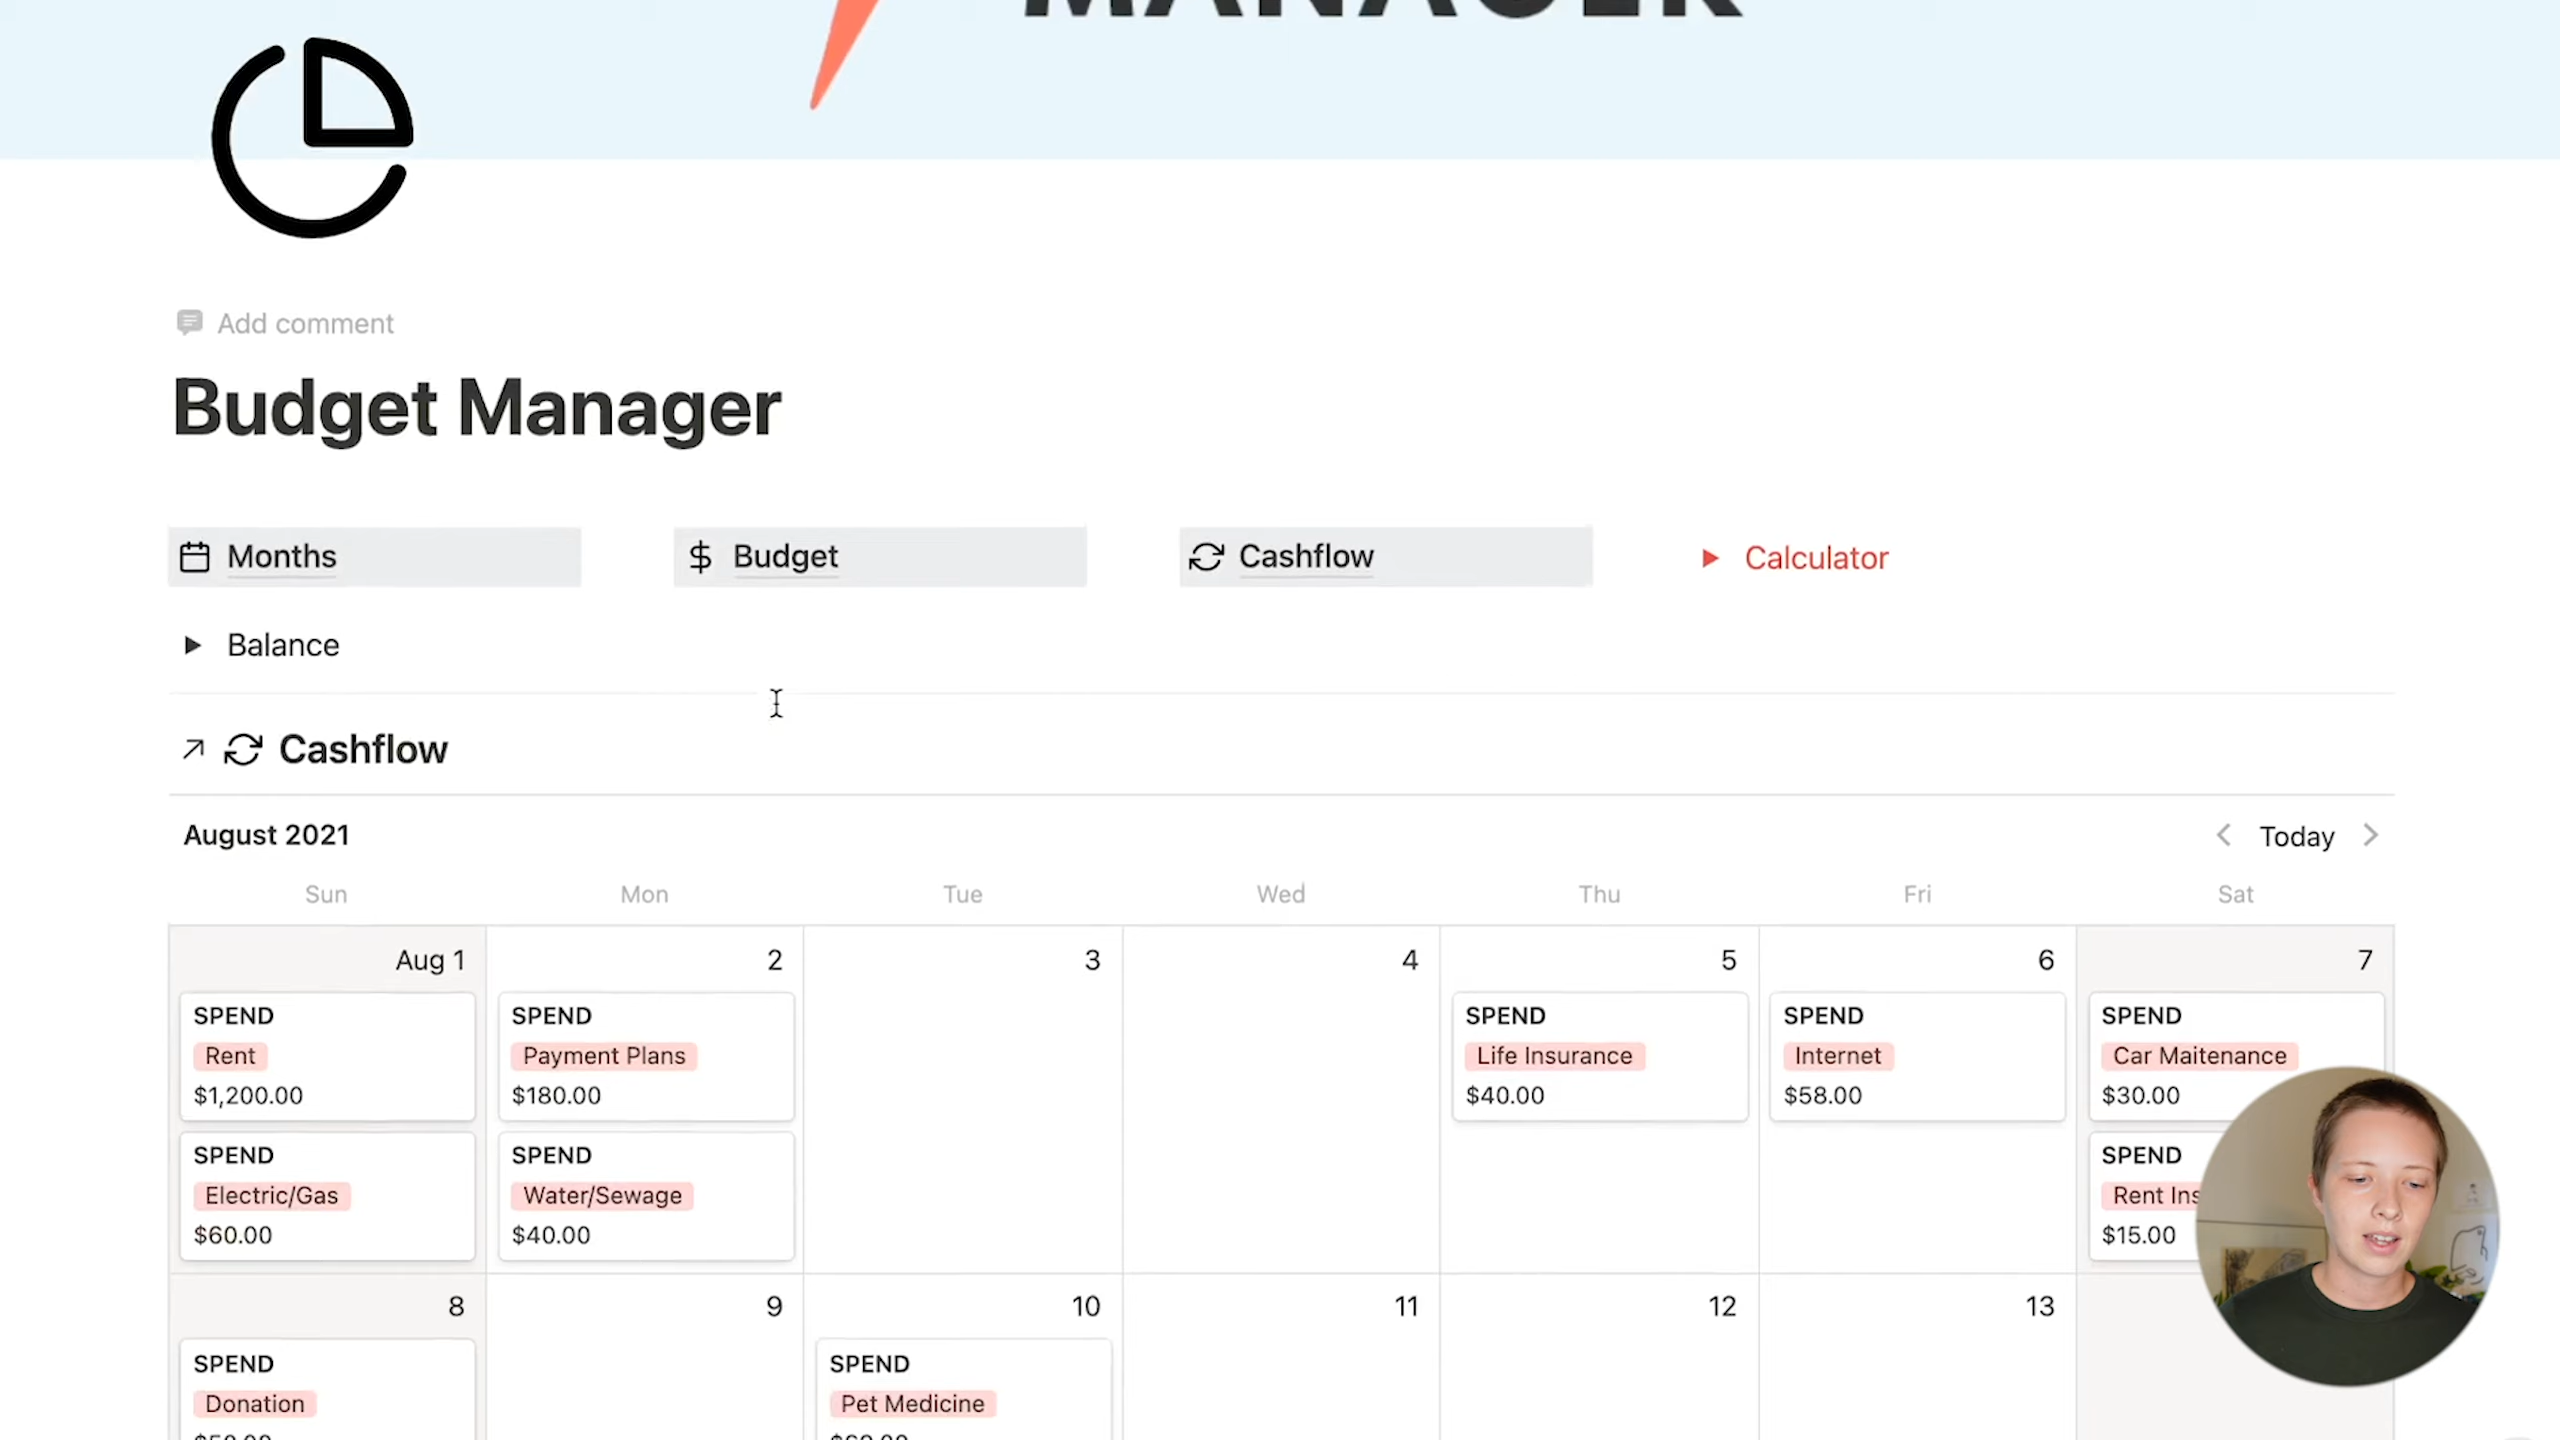 MANAGER
Add comment
Budget Manager
Months
Budget
Cashflow
Calculator
Balance
Cashflow
August 2021
Today
Sun Mon Tue Wed Thu Fri Sat
Aug 1 2 3 4 5 6 7
SPEND SPEND SPEND SPEND SPEND
Rent Payment Plans Life Insurance Internet Car Maitenance
$1,200.00 $180.00 $40.00 $58.00 $30.00
SPEND SPEND SPEND
Electric/Gas Water/Sewage Rent Ins
$60.00 $40.00 $15.00
8 9 10 11 12 13
SPEND SPEND
Donation Pet Medicine